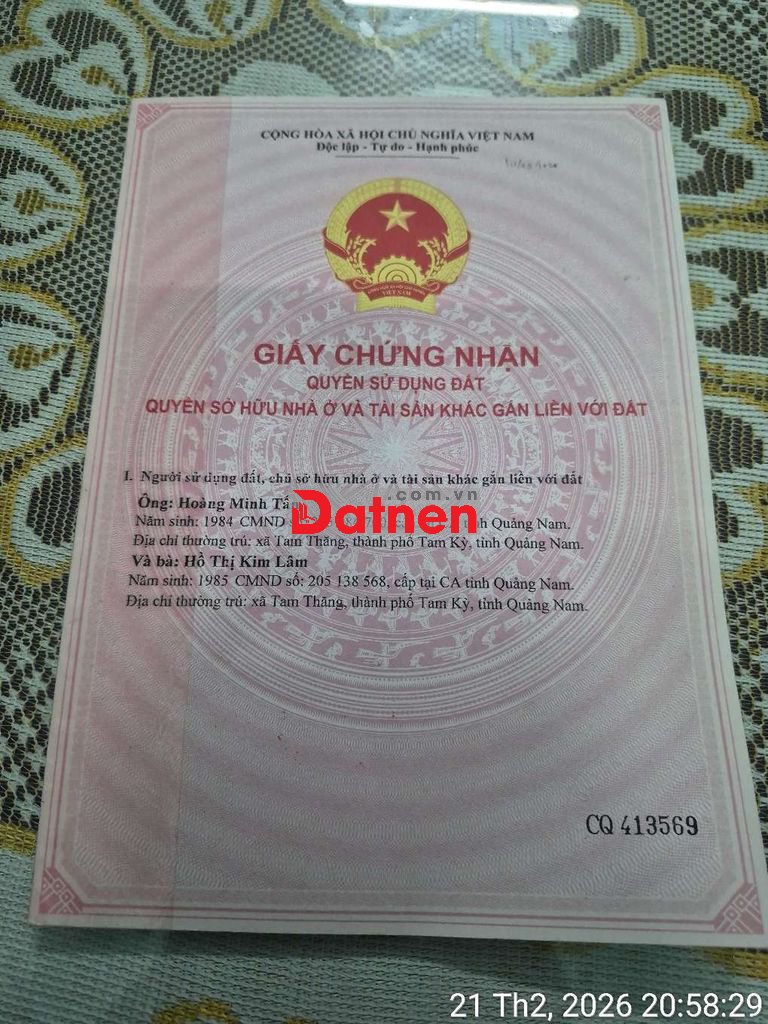 CỘNG HÒA XÃ HỘI CHỦ NGHĨA VIỆT NAM
Độc lập - Tự do - Hạnh phúc
VIỆT NAM
GIẤY CHỨNG NHẬN
QUYỀN SỬ DỤNG ĐẤT
QUYỀN SỞ HỮU NHÀ Ở VÀ TÀI SẢN KHÁC GẮN LIỀN VỚI ĐẤT
I. Người sử dụng đất, chủ sở hữu nhà ở và tài sản khác gắn liền với đất
Ông: Hoàng Minh
.com.vn
Datnen
Năm sinh: 1984 CMND Quảng Nam.
Địa chỉ thường trú: xã Tam Thăng, thành phố Tam Kỳ, tỉnh Quảng Nam.
Và bà: Hồ Thị Kim Lâm
Năm sinh: 1985 CMND số: 205 138 568, cấp tại CA tỉnh Quảng Nam.
Địa chỉ thường trú: xã Tam Thăng, thành phố Tam Kỳ, tỉnh Quảng Nam.
CQ 413569
21 Th2, 2026 20:58:29